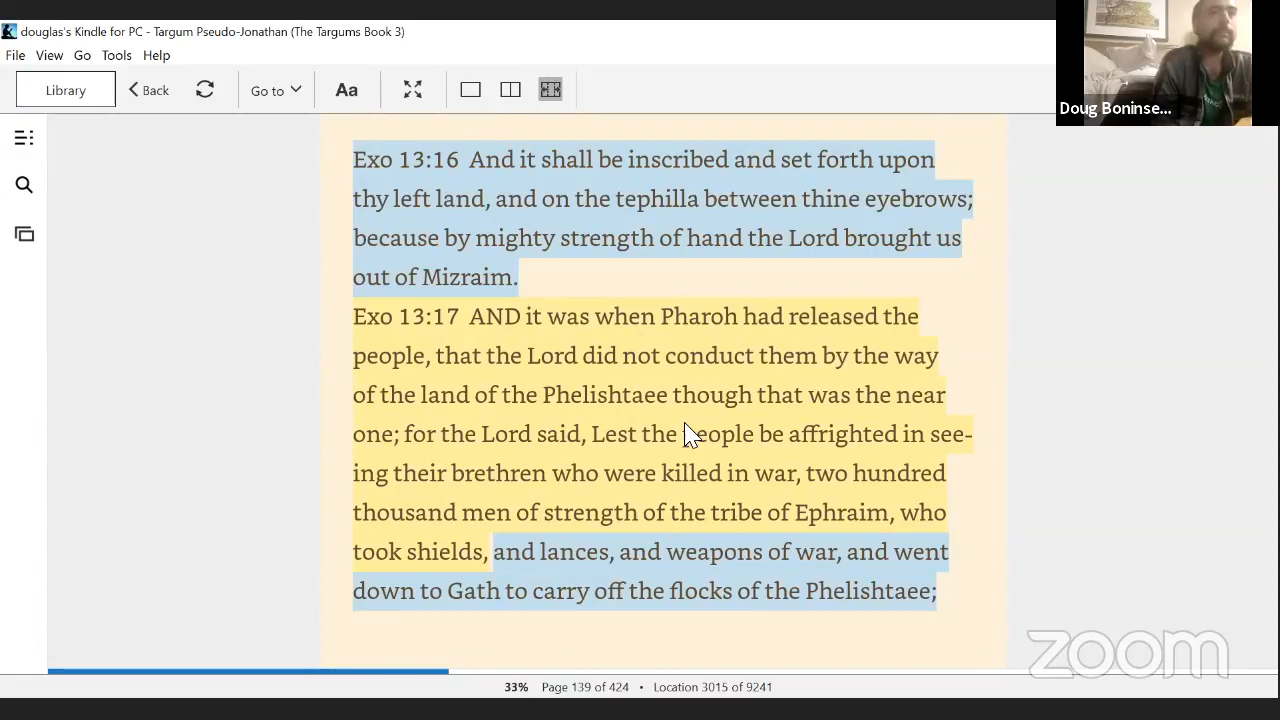 douglas's Kindle for PC - Targum Pseudo-Jonathan (The Targums Book 3)
File View Go Tools Help
Library Back Go to Aa
Doug Boninse...
Exo 13:16 And it shall be inscribed and set forth upon
thy left land, and on the tephilla between thine eyebrows;
because by mighty strength of hand the Lord brought us
out of Mizraim.
Exo 13:17 AND it was when Pharoh had released the
people, that the Lord did not conduct them by the way
of the land of the Phelishtaee though that was the near
one; for the Lord said, Lest the people be affrighted in see-
ing their brethren who were killed in war, two hundred
thousand men of strength of the tribe of Ephraim, who
took shields, and lances, and weapons of war, and went
down to Gath to carry off the flocks of the Phelishtaee;
zoom
33% Page 139 of 424 • Location 3015 of 9241